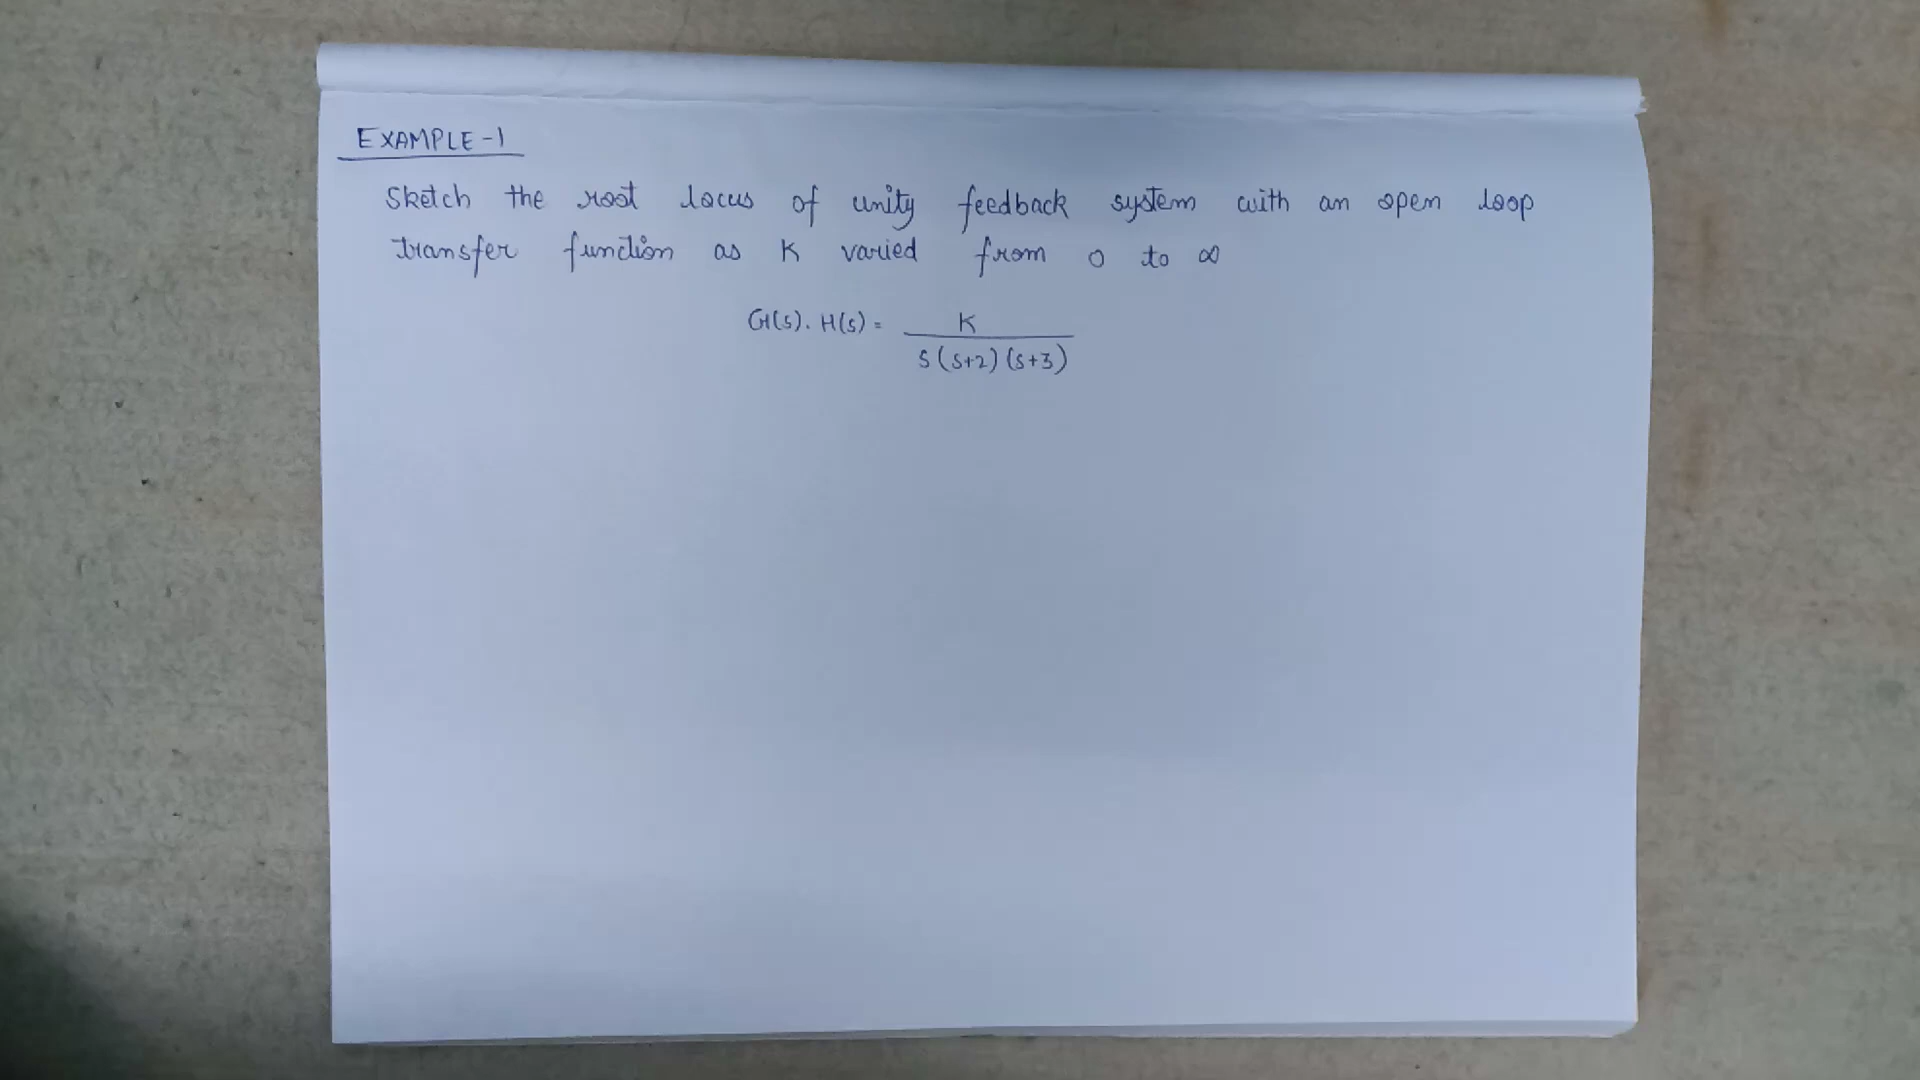 EXAMPLE-1
Sketch the root locus of unity feedback system with an open loop
transfer function as K varied from 0 to ∞
G(s). H(s) = K
s(s+2)(s+3)